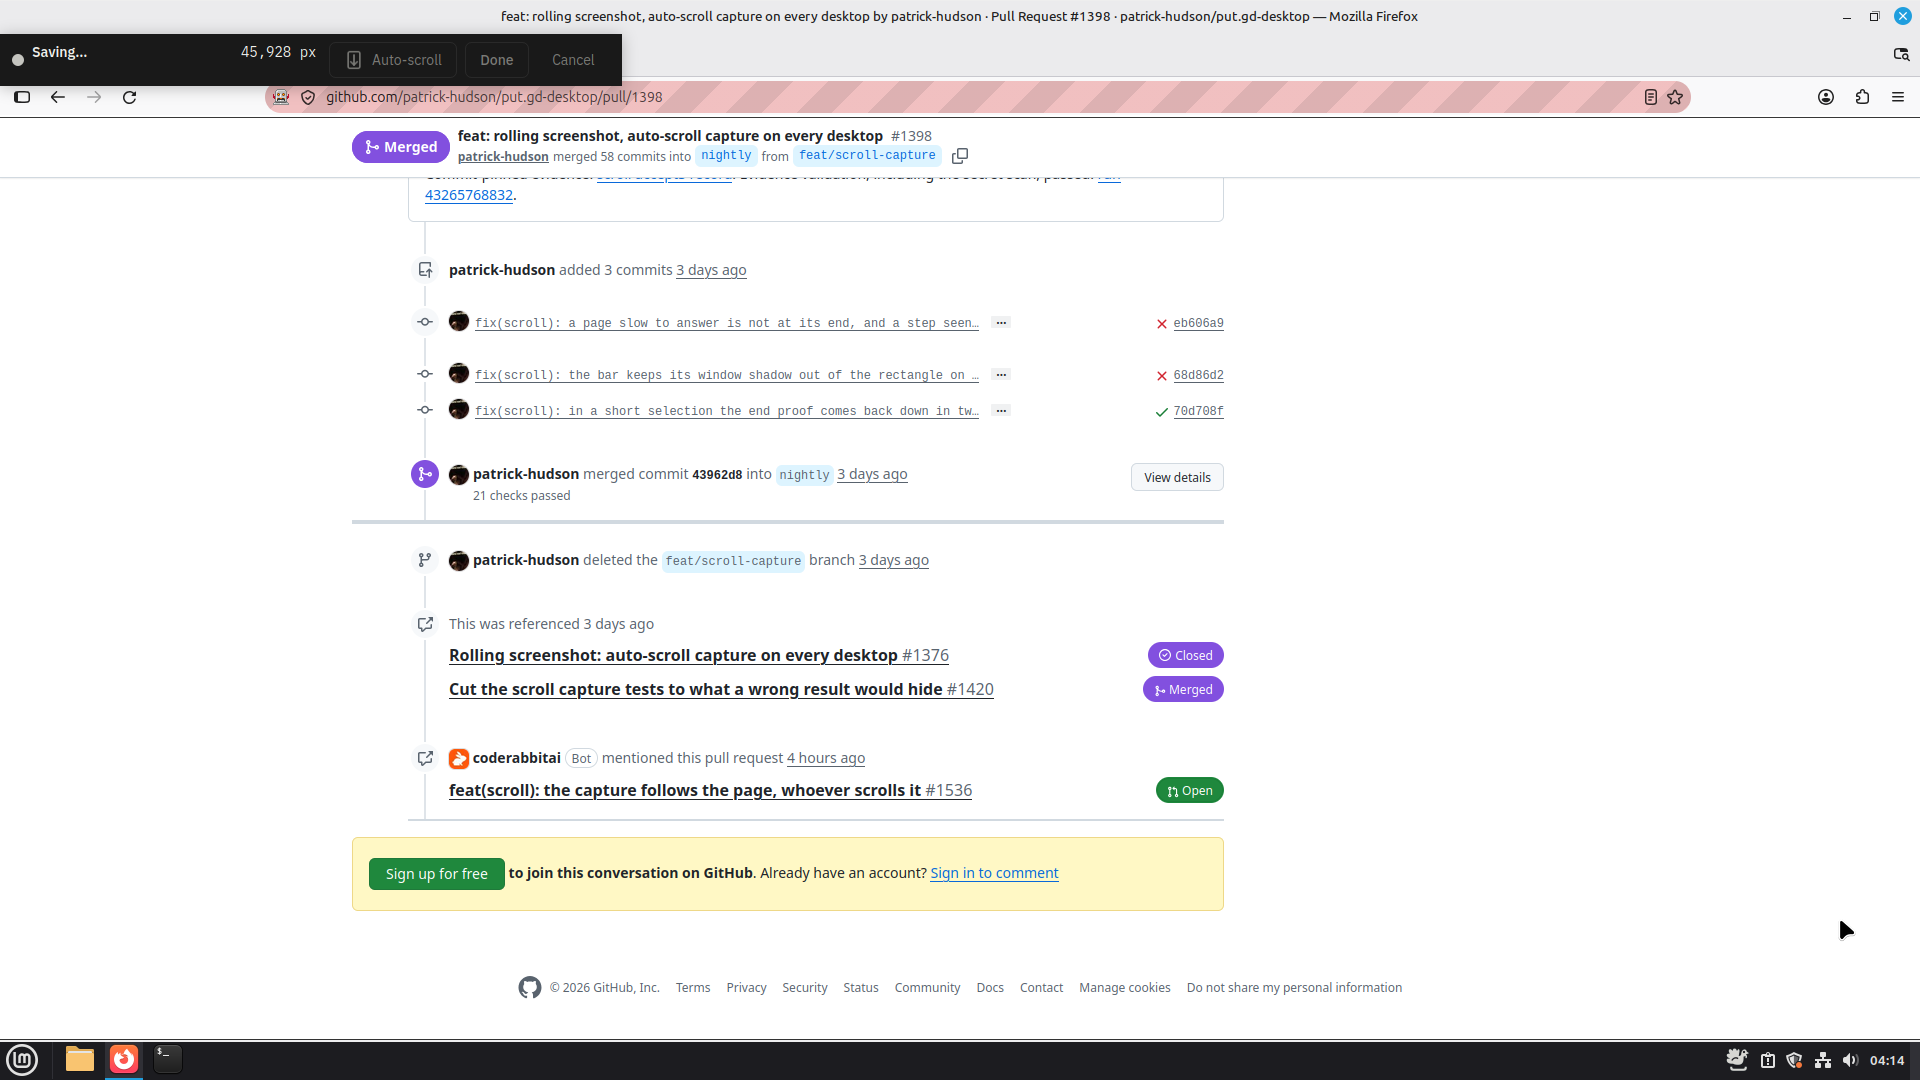 feat: rolling screenshot, auto-scroll capture on every desktop by patrick-hudson · Pull Request #1398 · patrick-hudson/put.gd-desktop — Mozilla Firefox
Saving... 45,928 px Auto-scroll Done Cancel
github.com/patrick-hudson/put.gd-desktop/pull/1398
Merged
feat: rolling screenshot, auto-scroll capture on every desktop #1398
patrick-hudson merged 58 commits into nightly from feat/scroll-capture
43265768832.
patrick-hudson added 3 commits 3 days ago
fix(scroll): a page slow to answer is not at its end, and a step seen… ... eb606a9
fix(scroll): the bar keeps its window shadow out of the rectangle on … ... 68d86d2
fix(scroll): in a short selection the end proof comes back down in tw… ... 70d708f
patrick-hudson merged commit 43962d8 into nightly 3 days ago View details
21 checks passed
patrick-hudson deleted the feat/scroll-capture branch 3 days ago
This was referenced 3 days ago
Rolling screenshot: auto-scroll capture on every desktop #1376 Closed
Cut the scroll capture tests to what a wrong result would hide #1420 Merged
coderabbitai Bot mentioned this pull request 4 hours ago
feat(scroll): the capture follows the page, whoever scrolls it #1536 Open
Sign up for free to join this conversation on GitHub. Already have an account? Sign in to comment
© 2026 GitHub, Inc. Terms Privacy Security Status Community Docs Contact Manage cookies Do not share my personal information
04:14